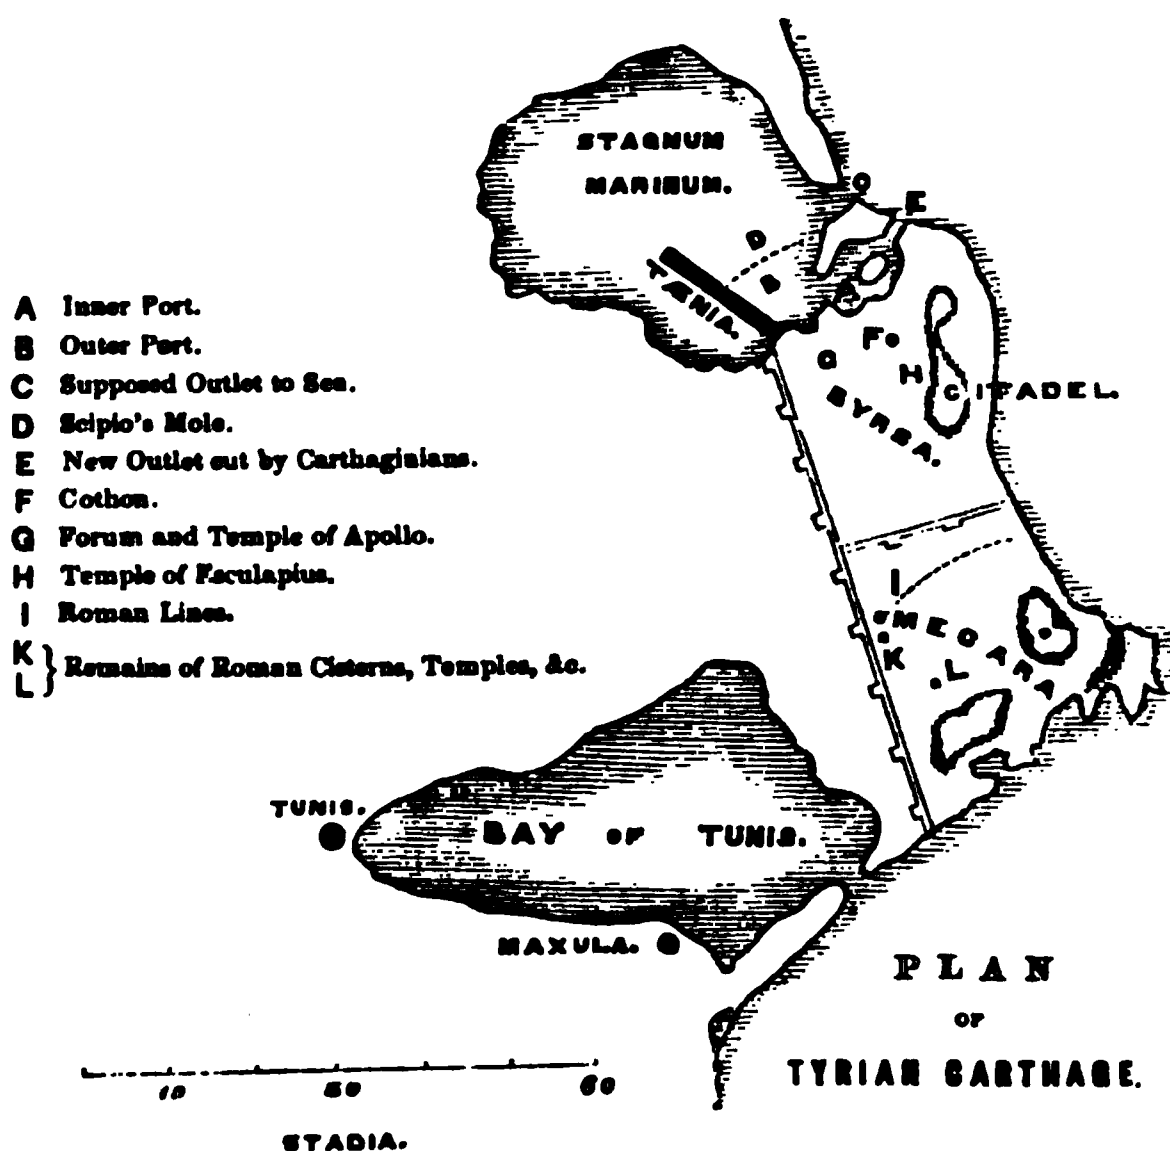 STAGNUM
MARINUM.
O
E
D
B
TÆNIA.
A
F
G
H
BYRSA.
CITADEL.
A Inner Port.
B Outer Port.
C Supposed Outlet to Sea.
D Scipio's Mole.
E New Outlet cut by Carthaginians.
F Cothon.
G Forum and Temple of Apollo.
H Temple of Esculapius.
I Roman Lines.
K
L } Remains of Roman Cisterns, Temples, &c.
I
MEGARA
K
L
TUNIS.
BAY OF TUNIS.
MAXULA.
PLAN
OF
TYRIAN CARTHAGE.
10 60
STADIA.